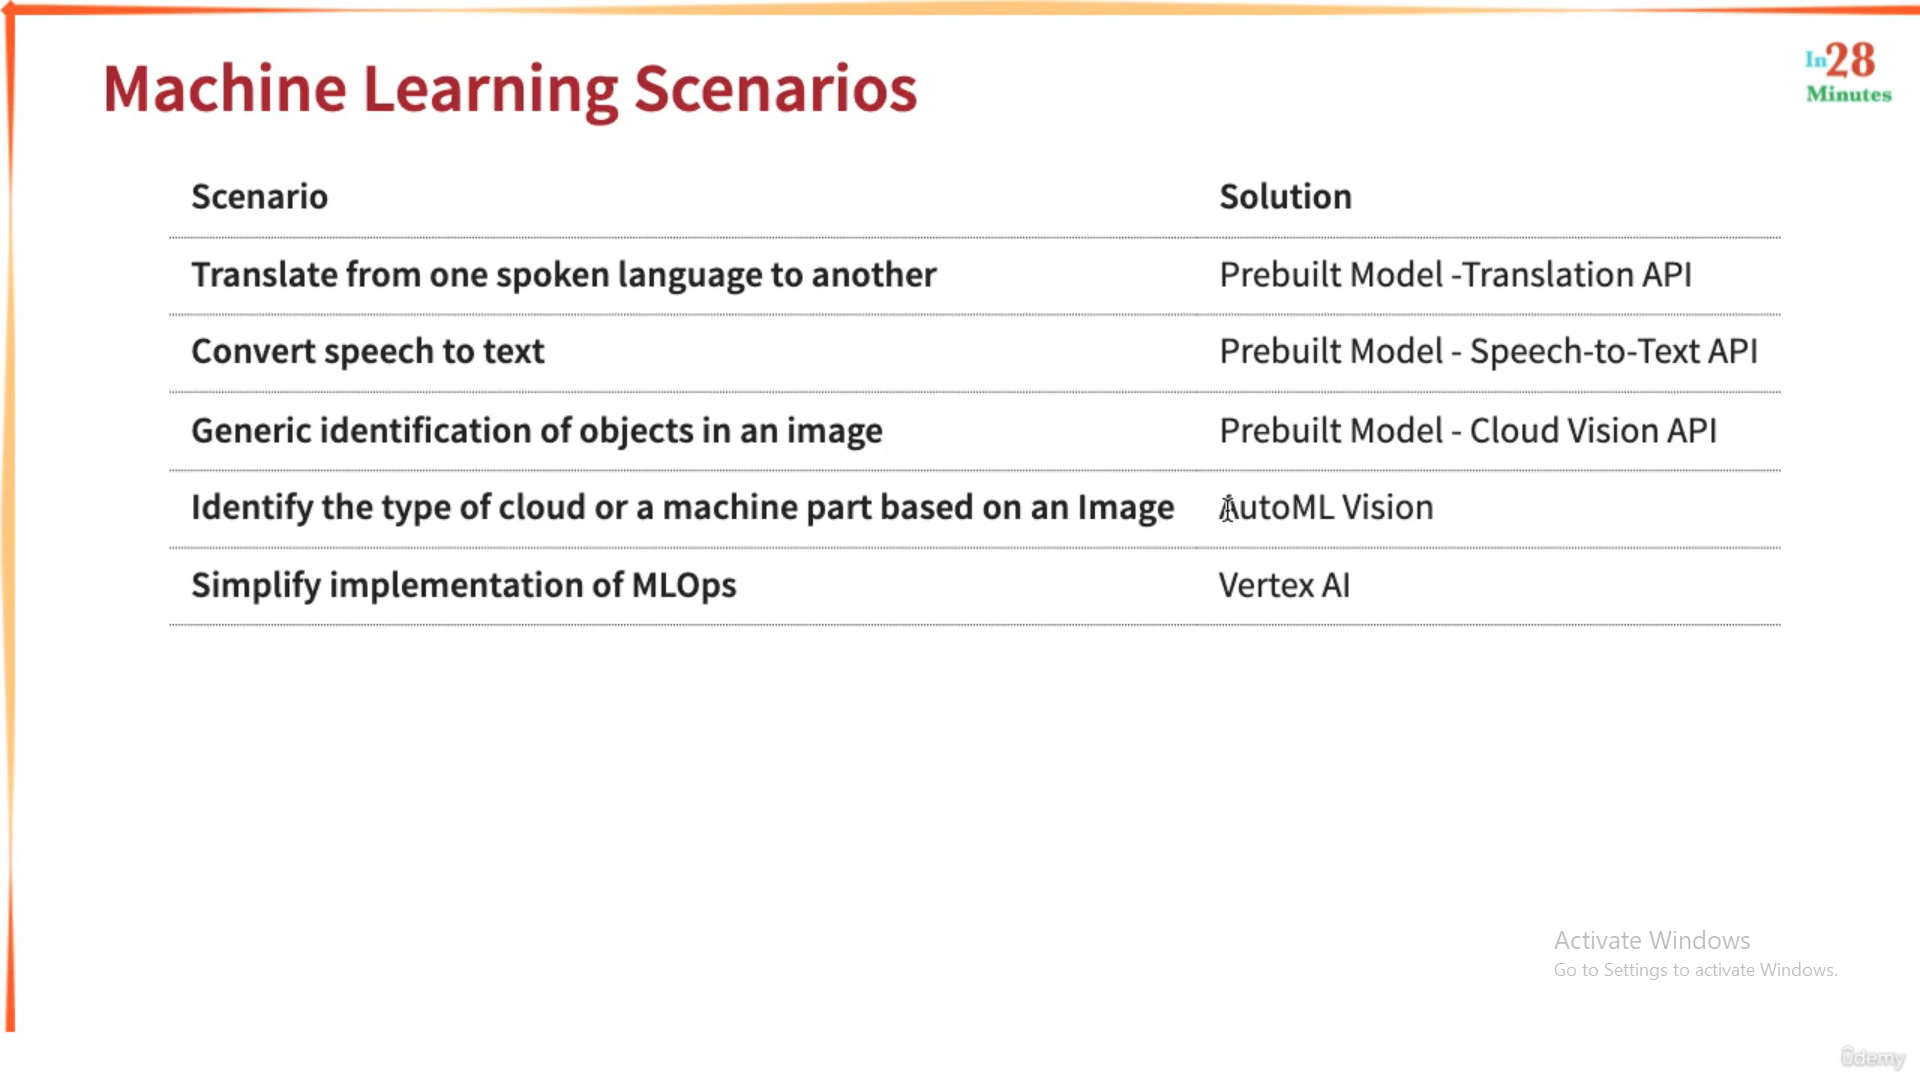 Machine Learning Scenarios
In28
Minutes
Scenario Solution
Translate from one spoken language to another Prebuilt Model -Translation API
Convert speech to text Prebuilt Model - Speech-to-Text API
Generic identification of objects in an image Prebuilt Model - Cloud Vision API
Identify the type of cloud or a machine part based on an Image AutoML Vision
Simplify implementation of MLOps Vertex AI
Activate Windows
Go to Settings to activate Windows.
ûdemy